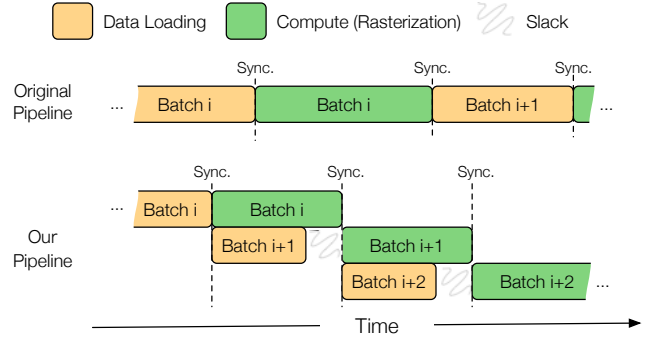 Data Loading Compute (Rasterization) Slack
Sync. Sync. Sync.
Original
Pipeline
... Batch i Batch i Batch i+1 ...
Sync. Sync. Sync.
... Batch i Batch i
Our
Pipeline
Batch i+1 Batch i+1
Batch i+2 Batch i+2 ...
Time